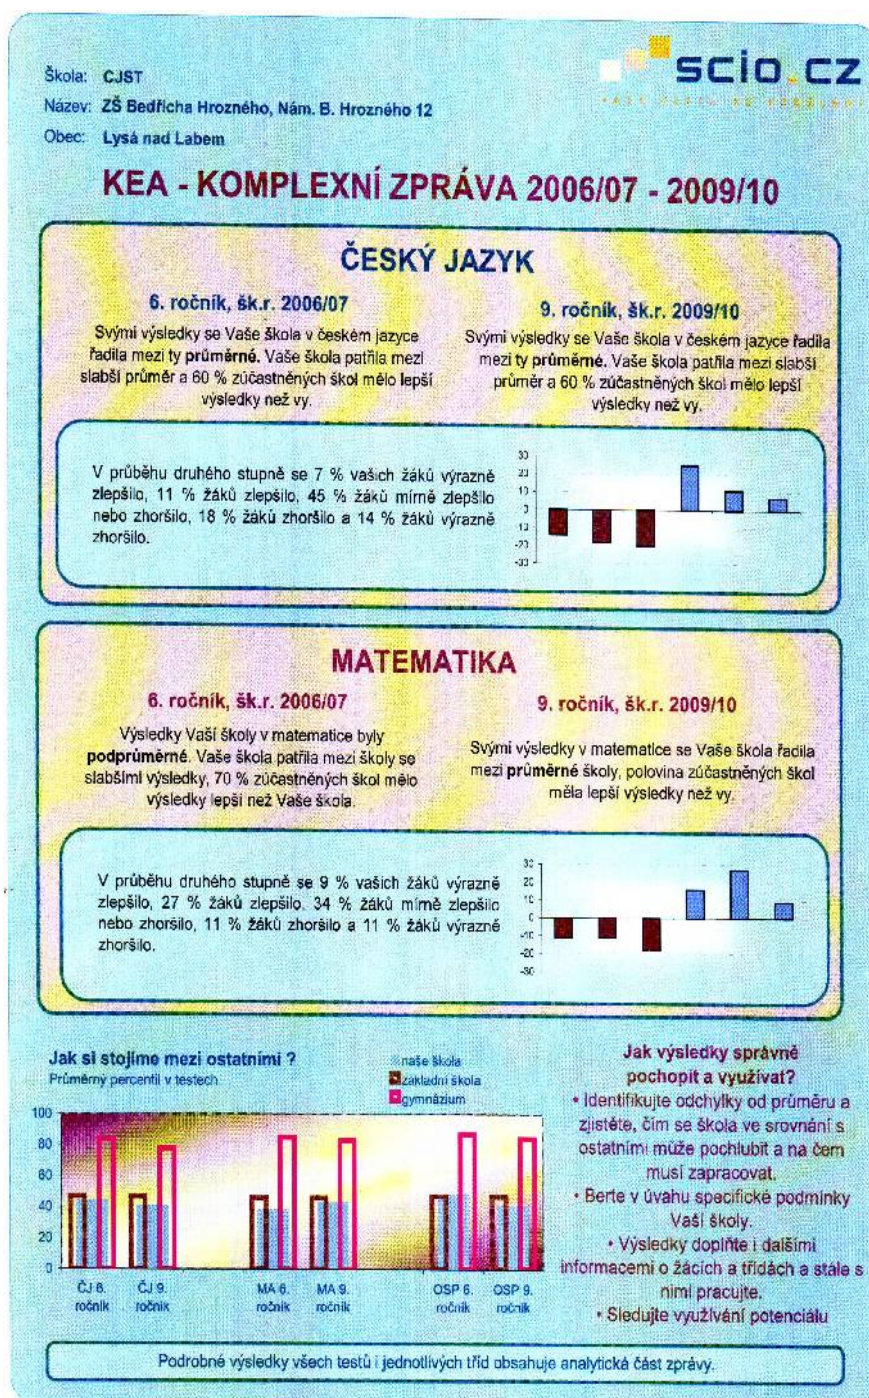 scio.cz
Škola: CJST
Název: ZŠ Bedřicha Hrozného, Nám. B. Hrozného 12
Obec: Lysá nad Labem
KEA - KOMPLEXNÍ ZPRÁVA 2006/07 - 2009/10
ČESKÝ JAZYK
6. ročník, šk.r. 2006/07
Svými výsledky se Vaše škola v českém jazyce
řadila mezi ty průměrné. Vaše škola patřila mezi
slabší průměr a 60 % zúčastněných škol mělo lepší
výsledky než vy.
9. ročník, šk.r. 2009/10
Svými výsledky se Vaše škola v českém jazyce řadila
mezi ty průměrné. Vaše škola patřila mezi slabší
průměr a 60 % zúčastněných škol mělo lepší
výsledky než vy.
V průběhu druhého stupně se 7 % vašich žáků výrazně
zlepšilo, 11 % žáků zlepšilo, 45 % žáků mírně zlepšilo
nebo zhoršilo, 18 % žáků zhoršilo a 14 % žáků výrazně
zhoršilo.
30
20
10
0
10
-20
-30
MATEMATIKA
6. ročník, šk.r. 2006/07
Výsledky Vaší školy v matematice byly
podprůměrné. Vaše škola patřila mezi školy se
slabšími výsledky, 70 % zúčastněných škol mělo
výsledky lepší než Vaše škola.
9. ročník, šk.r. 2009/10
Svými výsledky v matematice se Vaše škola řadila
mezi průměrné školy, polovina zúčastněných škol
měla lepší výsledky než vy.
V průběhu druhého stupně se 9 % vašich žáků výrazně
zlepšilo, 27 % žáků zlepšilo, 34 % žáků mírně zlepšilo
nebo zhoršilo, 11 % žáků zhoršilo a 11 % žáků výrazně
zhoršilo.
30
20
10
0
-10
-20
-30
Jak si stojíme mezi ostatními ?
Průměrný percentil v testech
naše škola
základní škola
gymnázium
100
80
60
40
20
0
ČJ 6. ročník
ČJ 9. ročník
MA 6. ročník
MA 9. ročník
OSP 6. ročník
OSP 9. ročník
Jak výsledky správně
pochopit a využívat?
• Identifikujte odchylky od průměru a
zjistěte, čím se škola ve srovnání s
ostatními může pochlubit a na čem
musí zapracovat.
• Berte v úvahu specifické podmínky
Vaší školy.
• Výsledky doplňte i dalšími
informacemi o žácích a třídách a stále s
nimi pracujte.
• Sledujte využívání potenciálu
Podrobné výsledky všech testů i jednotlivých tříd obsahuje analytická část zprávy.